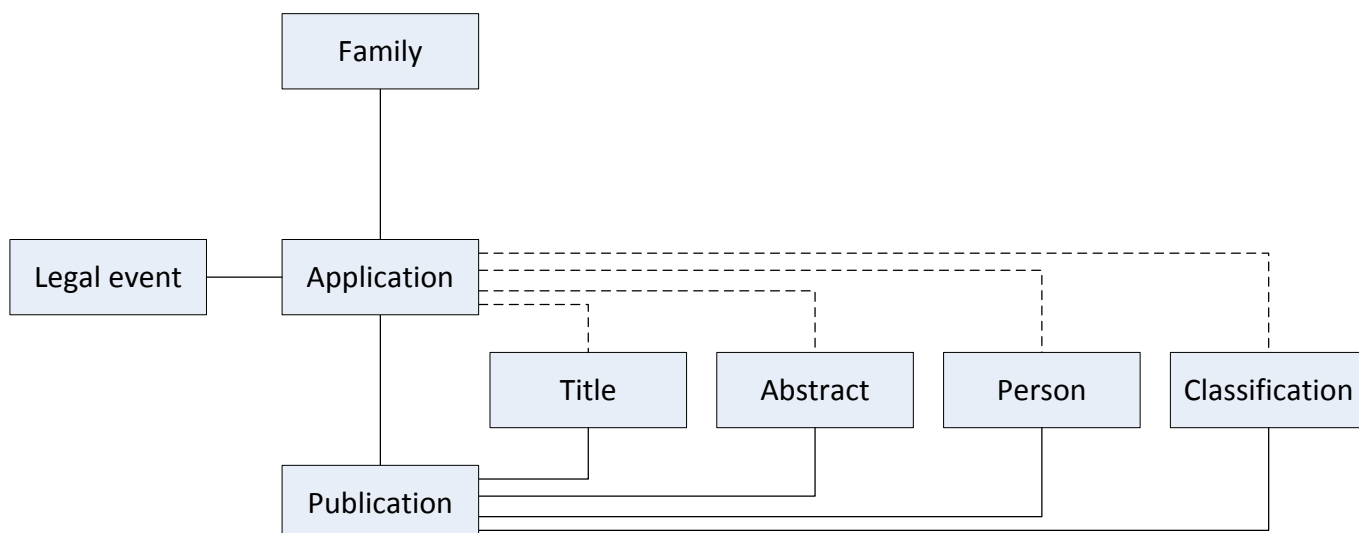 Family
Legal event
Application
Title
Abstract
Person
Classification
Publication